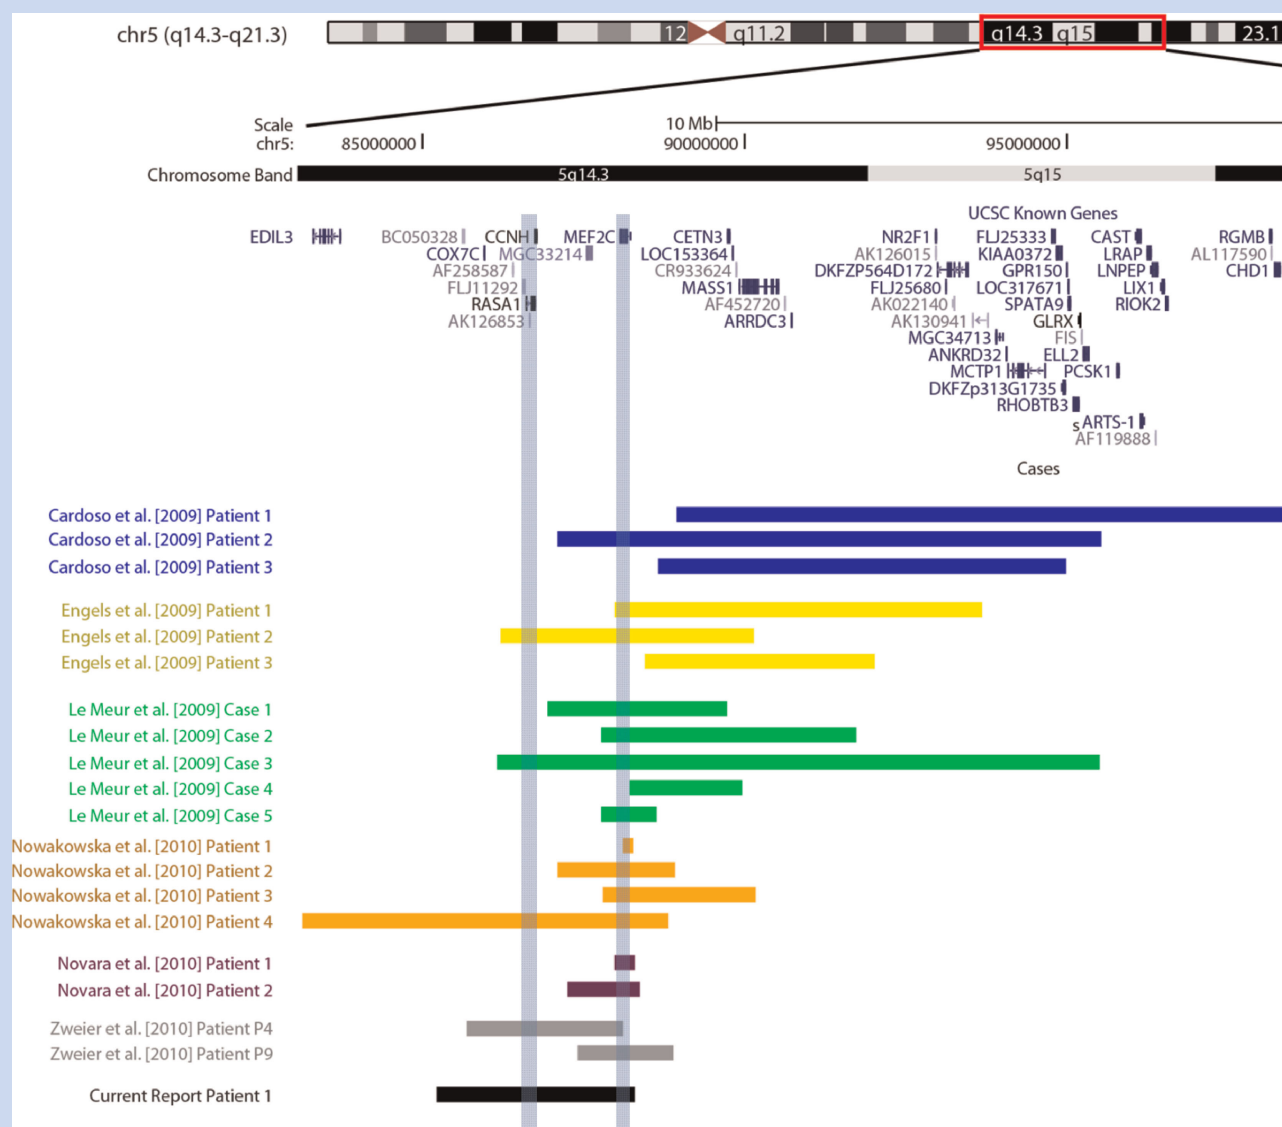 chr5 (q14.3-q21.3) 12 q11.2 q14.3 q15 23.1
Scale 10 Mb
chr5: 85000000 90000000 95000000
Chromosome Band 5q14.3 5q15
UCSC Known Genes
EDIL3 BC050328 CCNH MEF2C CETN3 NR2F1 FLJ25333 CAST RGMB
COX7C MGC33214 LOC153364 AK126015 KIAA0372 LRAP AL117590
AF258587 CR933624 DKFZP564D172 GPR150 LNPEP CHD1
FLJ11292 MASS1 FLJ25680 LOC317671 LIX1
RASA1 AF452720 AK022140 SPATA9 RIOK2
AK126853 ARRDC3 AK130941 GLRX
MGC34713 FIS
ANKRD32 ELL2
MCTP1 PCSK1
DKFZp313G1735
RHOBTB3
s ARTS-1
AF119888
Cases
Cardoso et al. [2009] Patient 1
Cardoso et al. [2009] Patient 2
Cardoso et al. [2009] Patient 3
Engels et al. [2009] Patient 1
Engels et al. [2009] Patient 2
Engels et al. [2009] Patient 3
Le Meur et al. [2009] Case 1
Le Meur et al. [2009] Case 2
Le Meur et al. [2009] Case 3
Le Meur et al. [2009] Case 4
Le Meur et al. [2009] Case 5
Nowakowska et al. [2010] Patient 1
Nowakowska et al. [2010] Patient 2
Nowakowska et al. [2010] Patient 3
Nowakowska et al. [2010] Patient 4
Novara et al. [2010] Patient 1
Novara et al. [2010] Patient 2
Zweier et al. [2010] Patient P4
Zweier et al. [2010] Patient P9
Current Report Patient 1